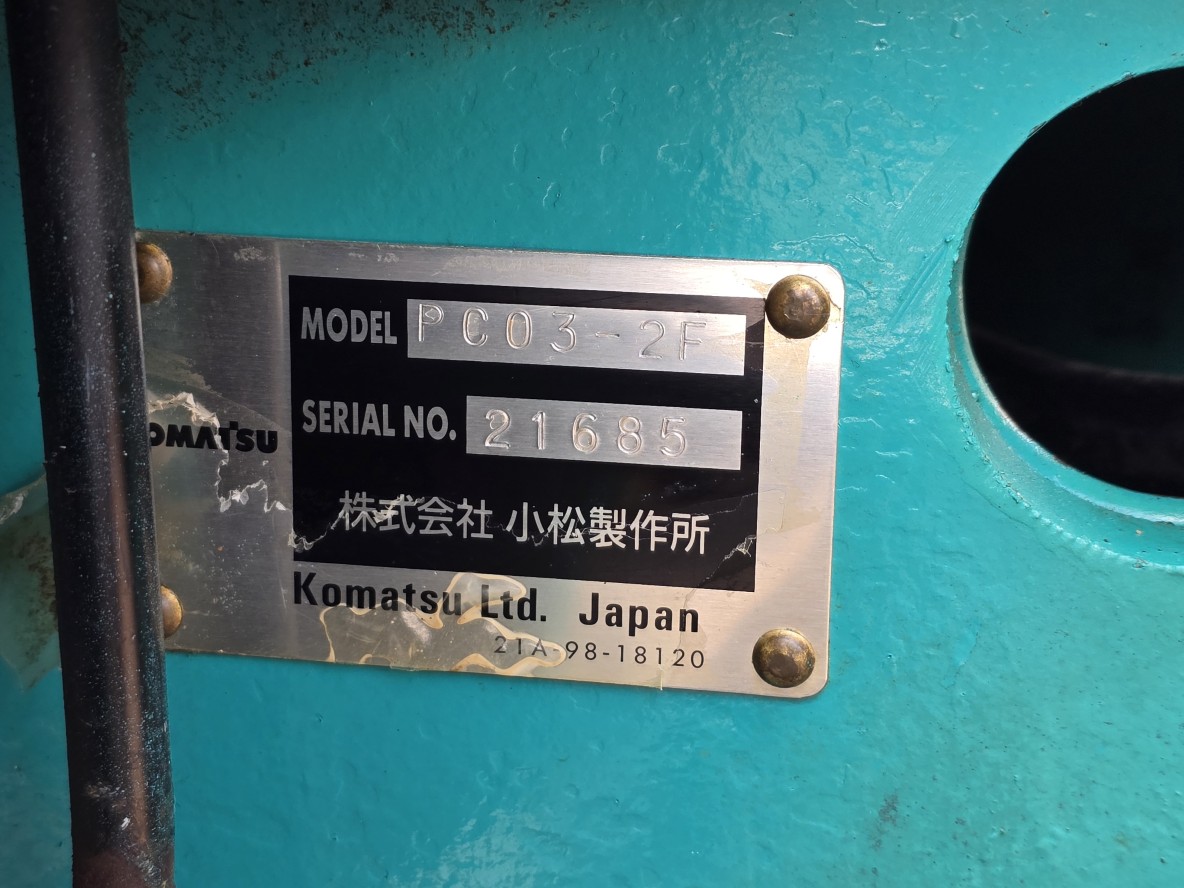 MODEL PC03-2F
SERIAL NO. 21685
OMATSU
株式会社 小松製作所
Komatsu Ltd. Japan
21A-98-18120